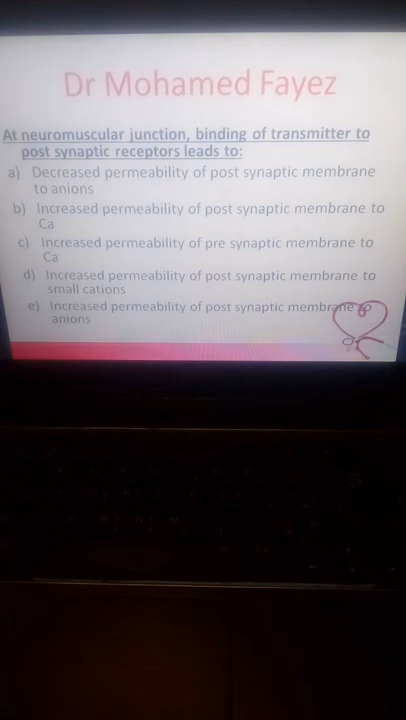 Dr Mohamed Fayez
At neuromuscular junction, binding of transmitter to
post synaptic receptors leads to:
a) Decreased permeability of post synaptic membrane
to anions
b) Increased permeability of post synaptic membrane to
Ca
c) Increased permeability of pre synaptic membrane to
Ca
d) Increased permeability of post synaptic membrane to
small cations
e) Increased permeability of post synaptic membrane to
anions